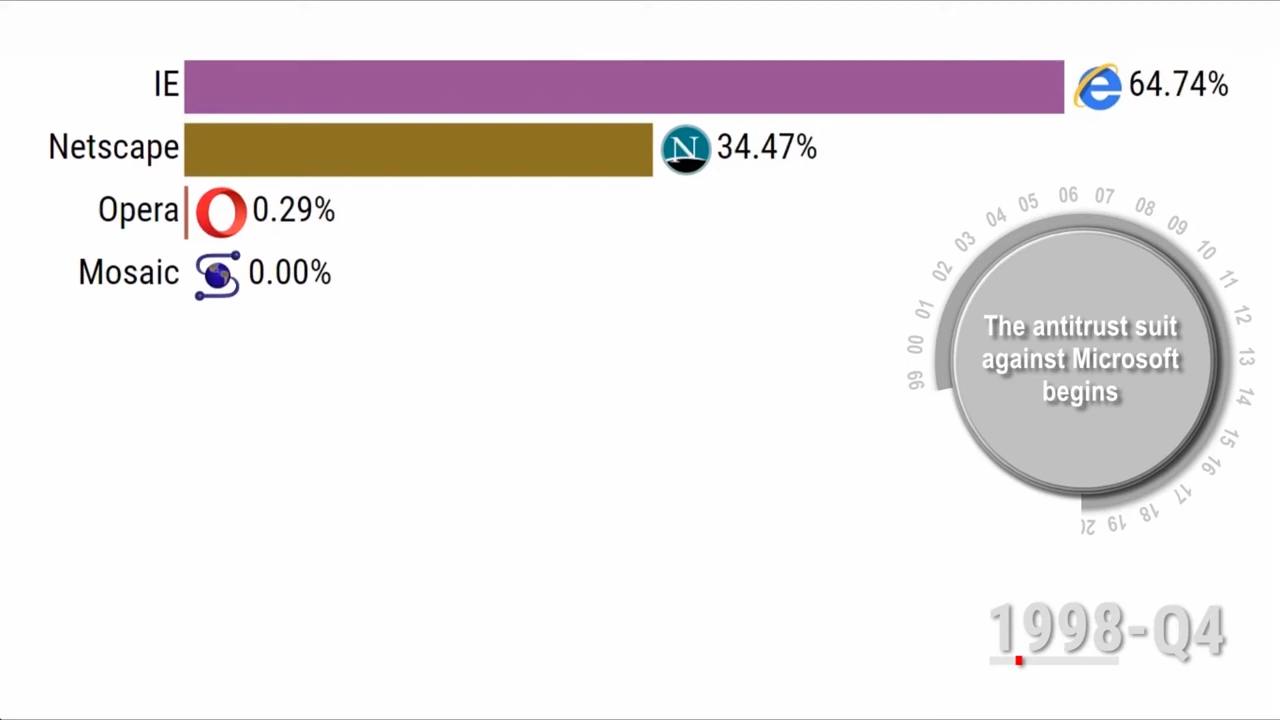 IE 64.74%
Netscape N 34.47%
Opera 0.29%
Mosaic 0.00%
99 00 01 02 03 04 05 06 07 08 09 10 11 12 13 14 15 16 17 18 19 20
The antitrust suit
against Microsoft
begins
1998-Q4